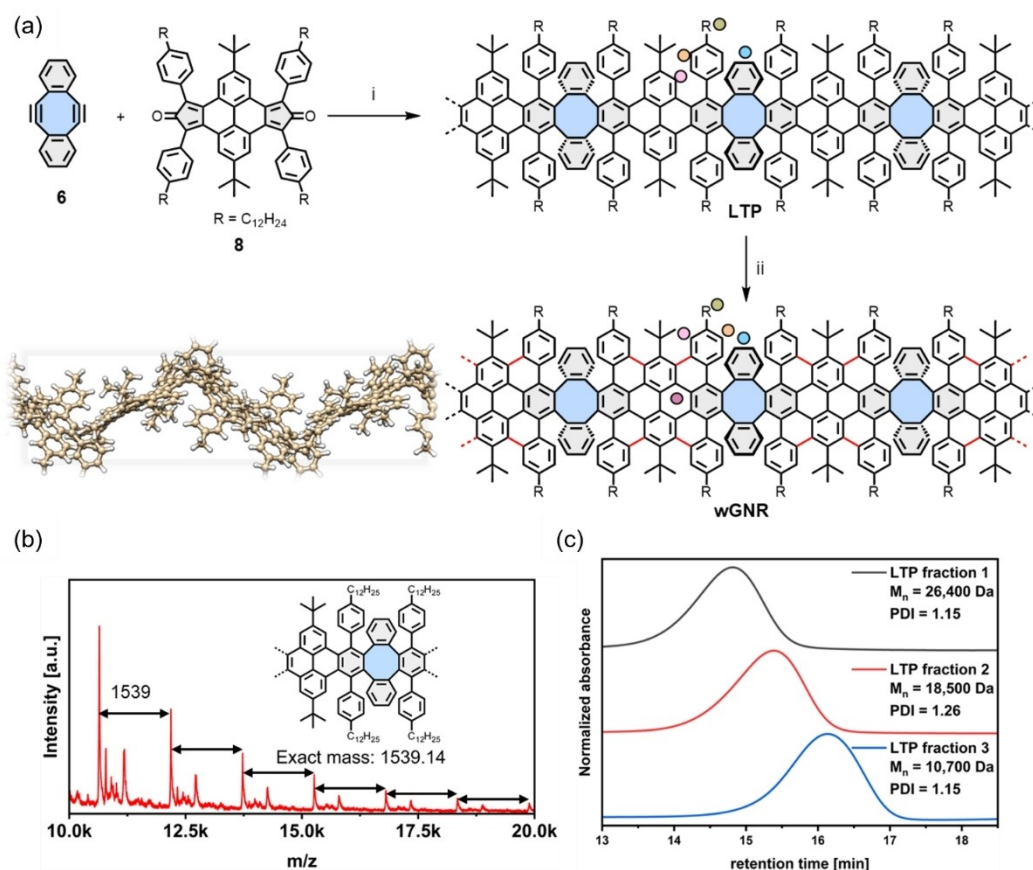 (a)
R
R
+
O
O
i
R
R
6
R = C12H24
8
R
R
R
R
R
R
R
R
R
R
R
R
LTP
ii
R
R
R
R
R
R
R
R
R
R
R
R
wGNR
(b)
Intensity [a.u.]
1539
C12H25
C12H25
C12H25
C12H25
Exact mass: 1539.14
10.0k 12.5k 15.0k 17.5k 20.0k
m/z
(c)
Normalized absorbance
LTP fraction 1
Mn = 26,400 Da
PDI = 1.15
LTP fraction 2
Mn = 18,500 Da
PDI = 1.26
LTP fraction 3
Mn = 10,700 Da
PDI = 1.15
13 14 15 16 17 18
retention time [min]